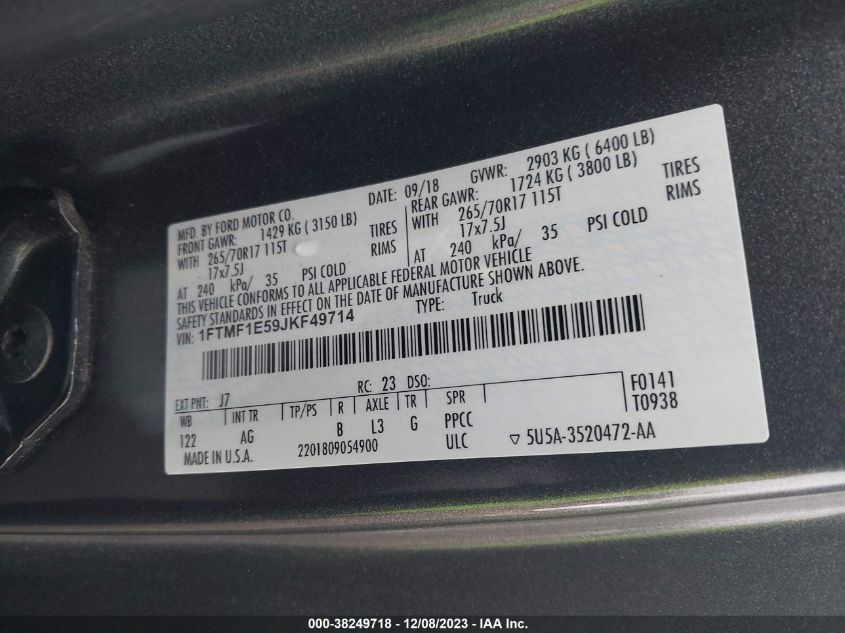 MFD. BY FORD MOTOR CO.
DATE: 09/18 GVWR: 2903 KG ( 6400 LB)
FRONT GAWR: 1429 KG ( 3150 LB)
WITH 265/70R17 115T TIRES
17x7.5J RIMS
AT 240 kPa/ 35 PSI COLD
REAR GAWR: 1724 KG ( 3800 LB)
WITH 265/70R17 115T TIRES
17x7.5J RIMS
AT 240 kPa/ 35 PSI COLD
THIS VEHICLE CONFORMS TO ALL APPLICABLE FEDERAL MOTOR VEHICLE
SAFETY STANDARDS IN EFFECT ON THE DATE OF MANUFACTURE SHOWN ABOVE.
VIN: 1FTMF1E59JKF49714 TYPE: Truck
EXT PNT: J7 RC: 23 DSO:
WB INT TR TP/PS R AXLE TR SPR
122 AG B L3 G PPCC
ULC
F0141
T0938
MADE IN U.S.A. 2201809054900 ▽ 5U5A-3520472-AA
000-38249718 - 12/08/2023 - IAA Inc.